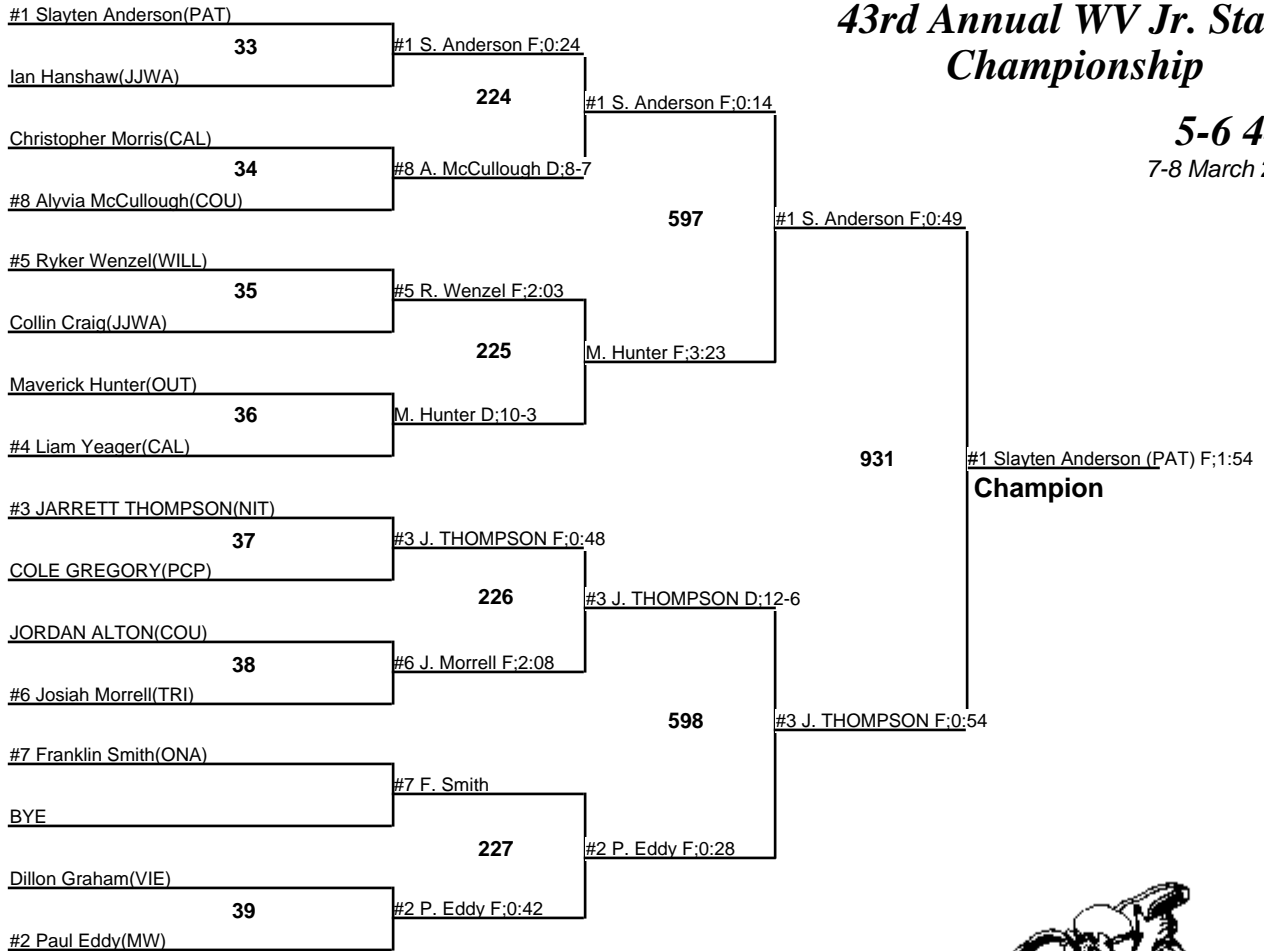 43rd Annual WV Jr. Sta
Championship
5-6 4
7-8 March
#1 Slayten Anderson(PAT)
33
Ian Hanshaw(JJWA)
#1 S. Anderson F;0:24
224
Christopher Morris(CAL)
34
#8 Alyvia McCullough(COU)
#8 A. McCullough D;8-7
#1 S. Anderson F;0:14
597
#5 Ryker Wenzel(WILL)
35
Collin Craig(JJWA)
#5 R. Wenzel F;2:03
225
Maverick Hunter(OUT)
36
#4 Liam Yeager(CAL)
M. Hunter D;10-3
M. Hunter F;3:23
#1 S. Anderson F;0:49
931
#1 Slayten Anderson (PAT) F;1:54
Champion
#3 JARRETT THOMPSON(NIT)
37
COLE GREGORY(PCP)
#3 J. THOMPSON F;0:48
226
JORDAN ALTON(COU)
38
#6 Josiah Morrell(TRI)
#6 J. Morrell F;2:08
#3 J. THOMPSON D;12-6
598
#3 J. THOMPSON F;0:54
#7 Franklin Smith(ONA)
BYE
#7 F. Smith
227
Dillon Graham(VIE)
39
#2 Paul Eddy(MW)
#2 P. Eddy F;0:42
#2 P. Eddy F;0:28